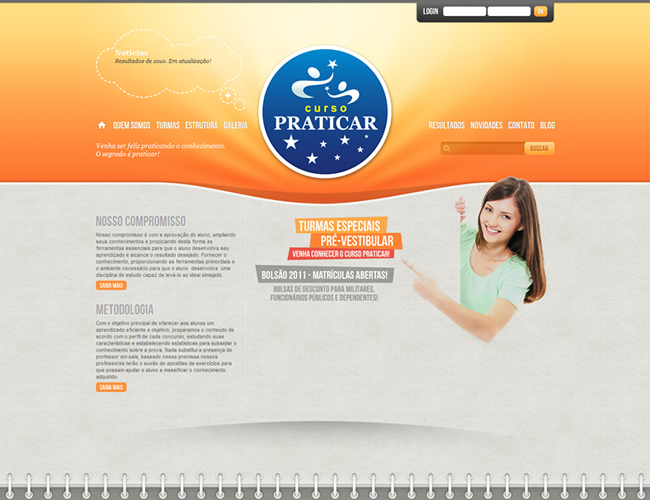 LOGIN
OK
Notícias
Resultados de 2010. Em atualização!
curso
PRATICAR
QUEM SOMOS TURMAS ESTRUTURA GALERIA
RESULTADOS NOVIDADES CONTATO BLOG
Venha ser feliz praticando o conhecimento.
O segredo é praticar!
BUSCAR
NOSSO COMPROMISSO
Nosso compromisso é com a aprovação do aluno, ampliando
seus conhecimentos e propiciando desta forma as
ferramentas essenciais para que o aluno desenvolva seu
aprendizado e alcance o resultado desejado. Fornecer o
conhecimento, proporcionando as ferramentas primordiais e
o ambiente necessário para que o aluno desenvolva uma
disciplina de estudo capaz de levá-lo ao ideal almejado.
SAIBA MAIS
TURMAS ESPECIAIS
PRÉ-VESTIBULAR
VENHA CONHECER O CURSO PRATICAR!
BOLSÃO 2011 - MATRÍCULAS ABERTAS!
BOLSAS DE DESCONTO PARA MILITARES,
FUNCIONÁRIOS PÚBLICOS E DEPENDENTES!
METODOLOGIA
Com o objetivo principal de oferecer aos alunos um
aprendizado eficiente e objetivo, preparamos o conteúdo de
acordo com o perfil de cada concurso, estudando suas
características e estabelecendo estatísticas para subsidiar o
conhecimento sobre a prova. Nada substitui a presença do
professor em sala, baseado nessa premissa nossos
professores terão o auxílio de apostilas de exercícios para
que possam ajudar o aluno a massificar o conhecimento
adquirido.
SAIBA MAIS